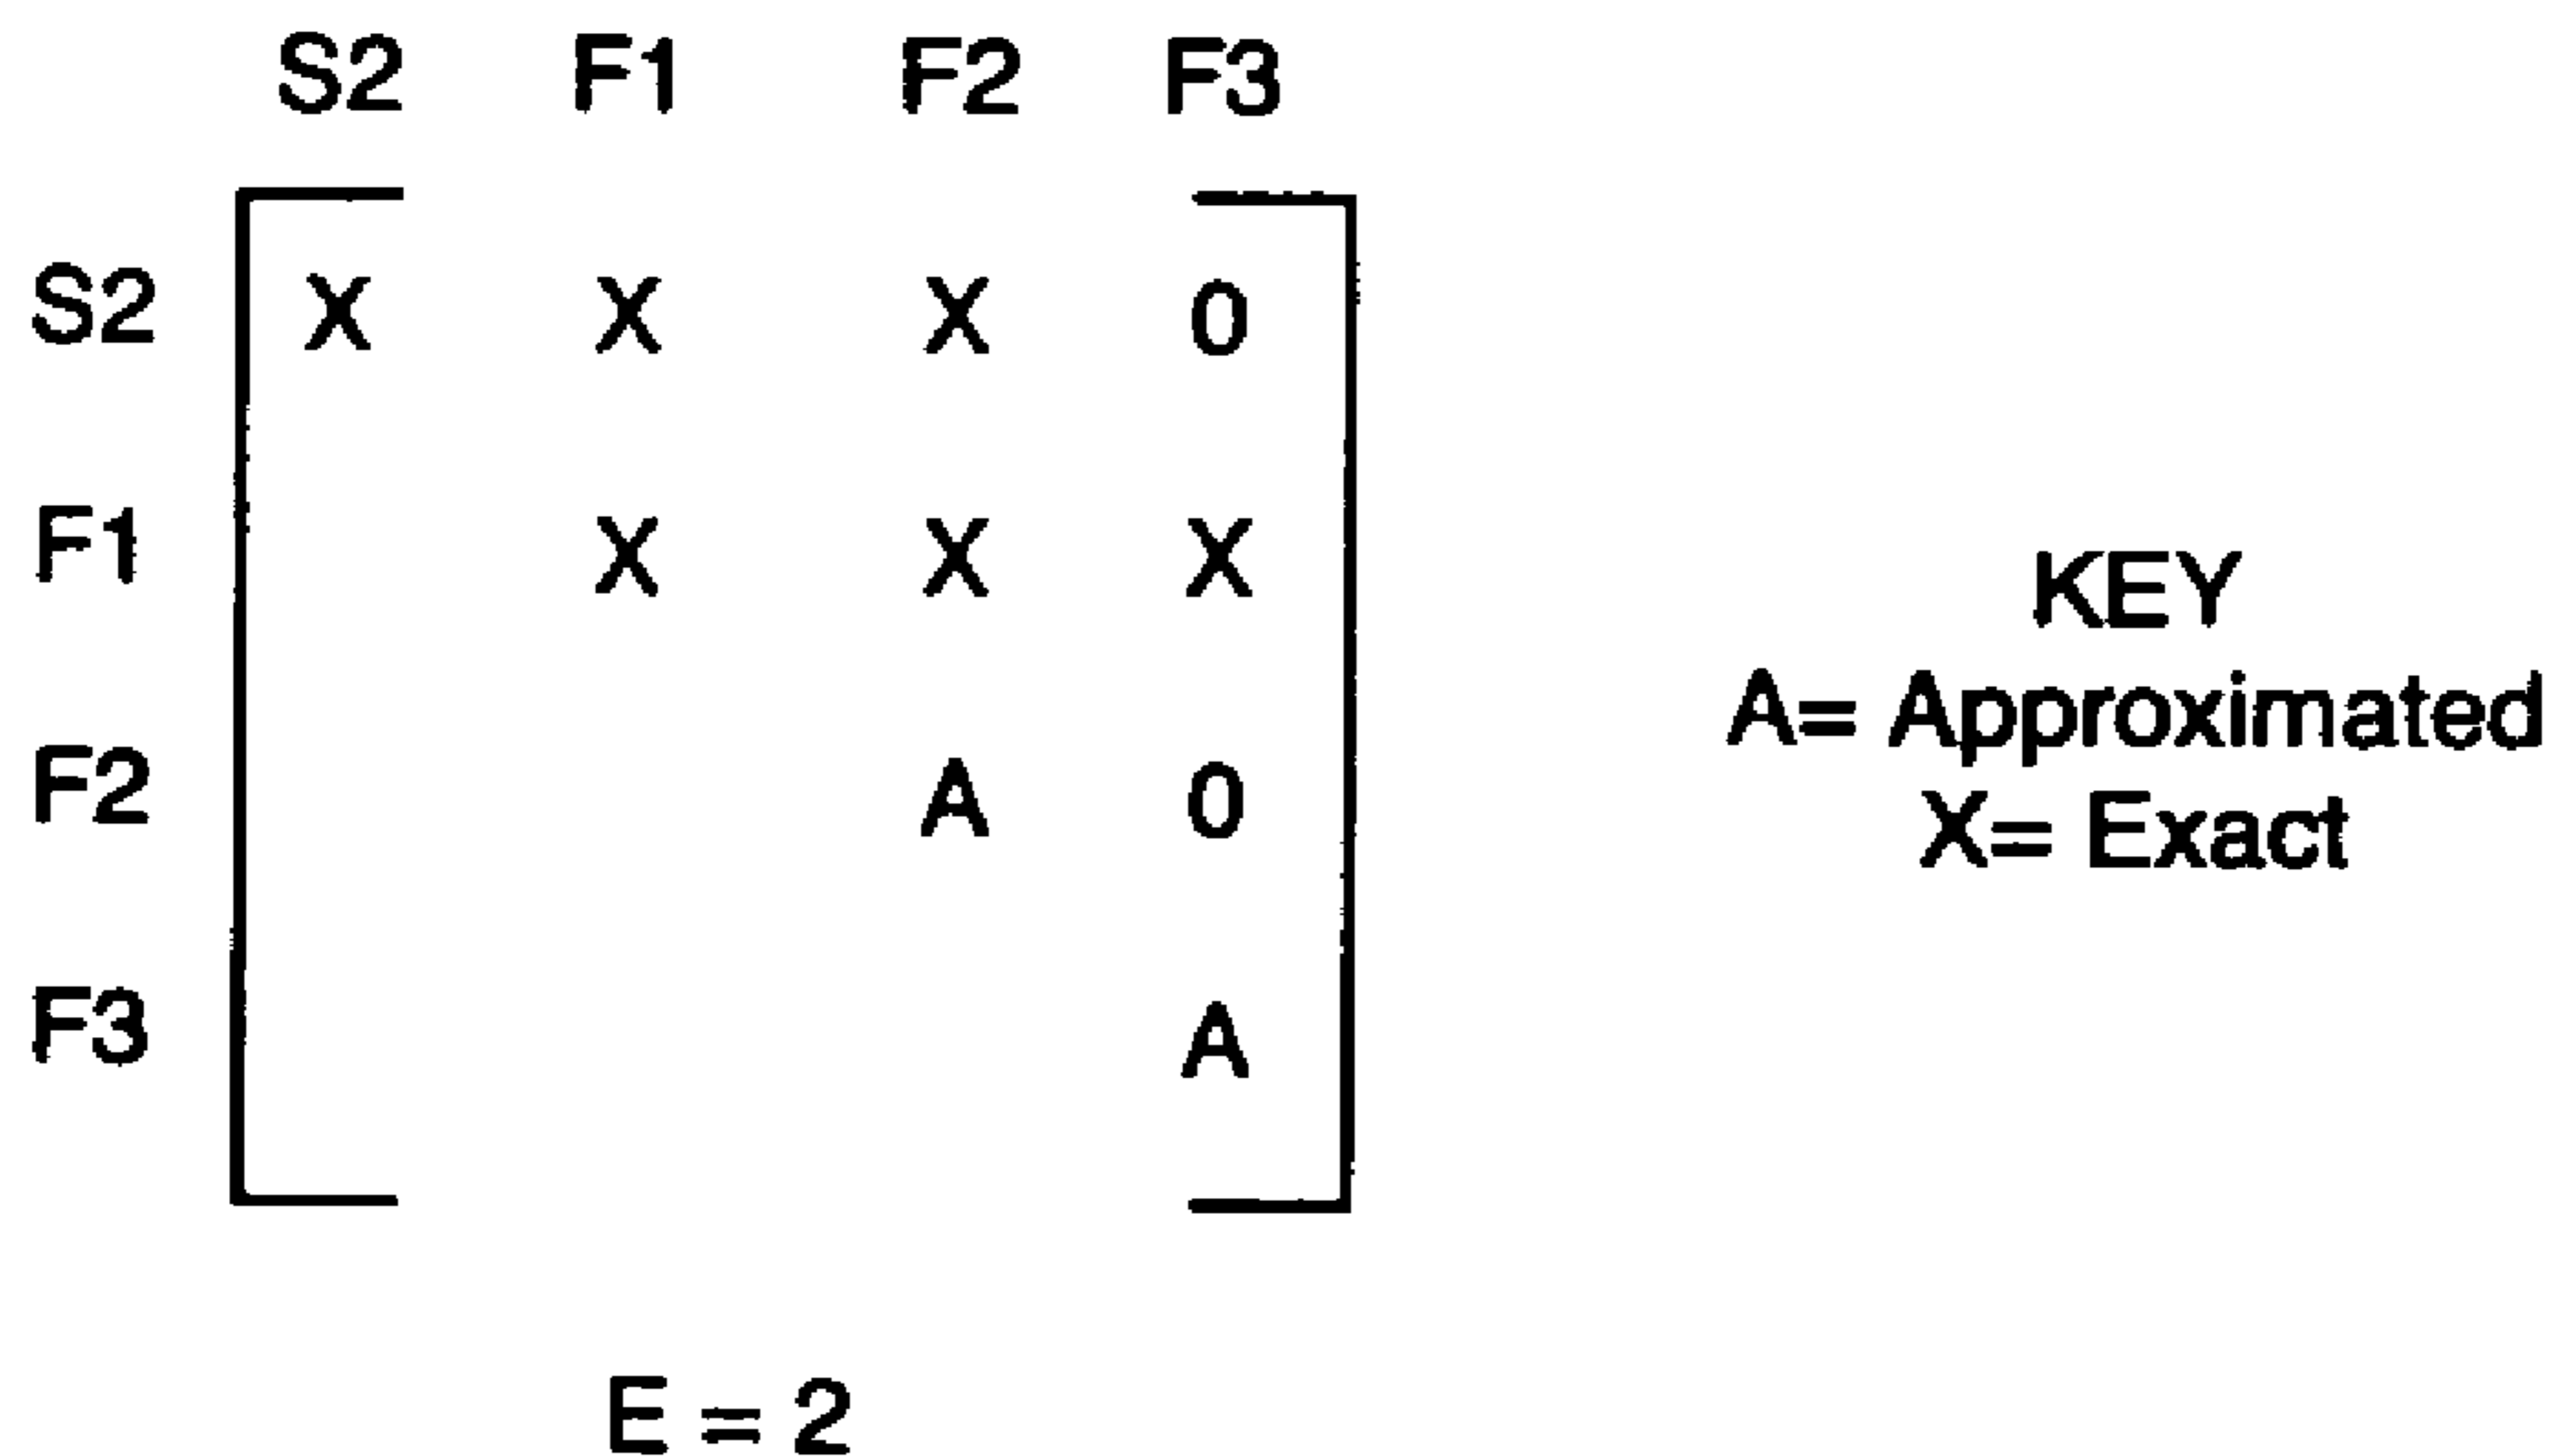 S2 F1 F2 F3
S2 X X X 0
F1 X X X
F2 A 0
F3 A
KEY
A= Approximated
X= Exact
E = 2